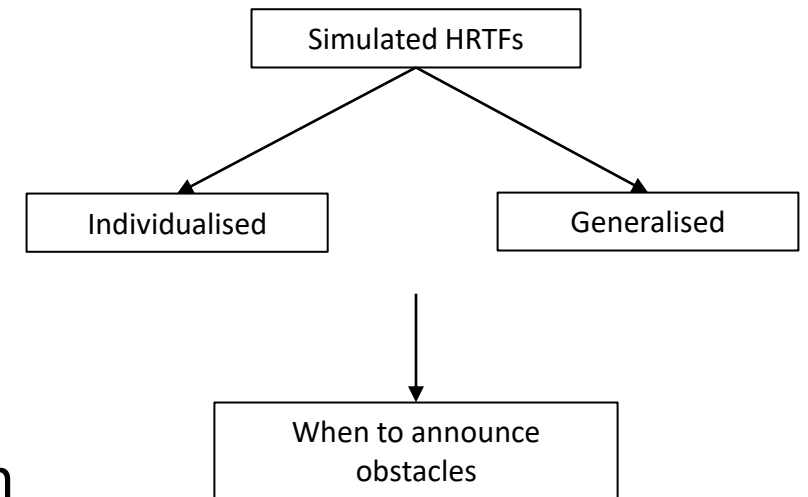 Simulated HRTFs
Individualised
Generalised
When to announce
obstacles